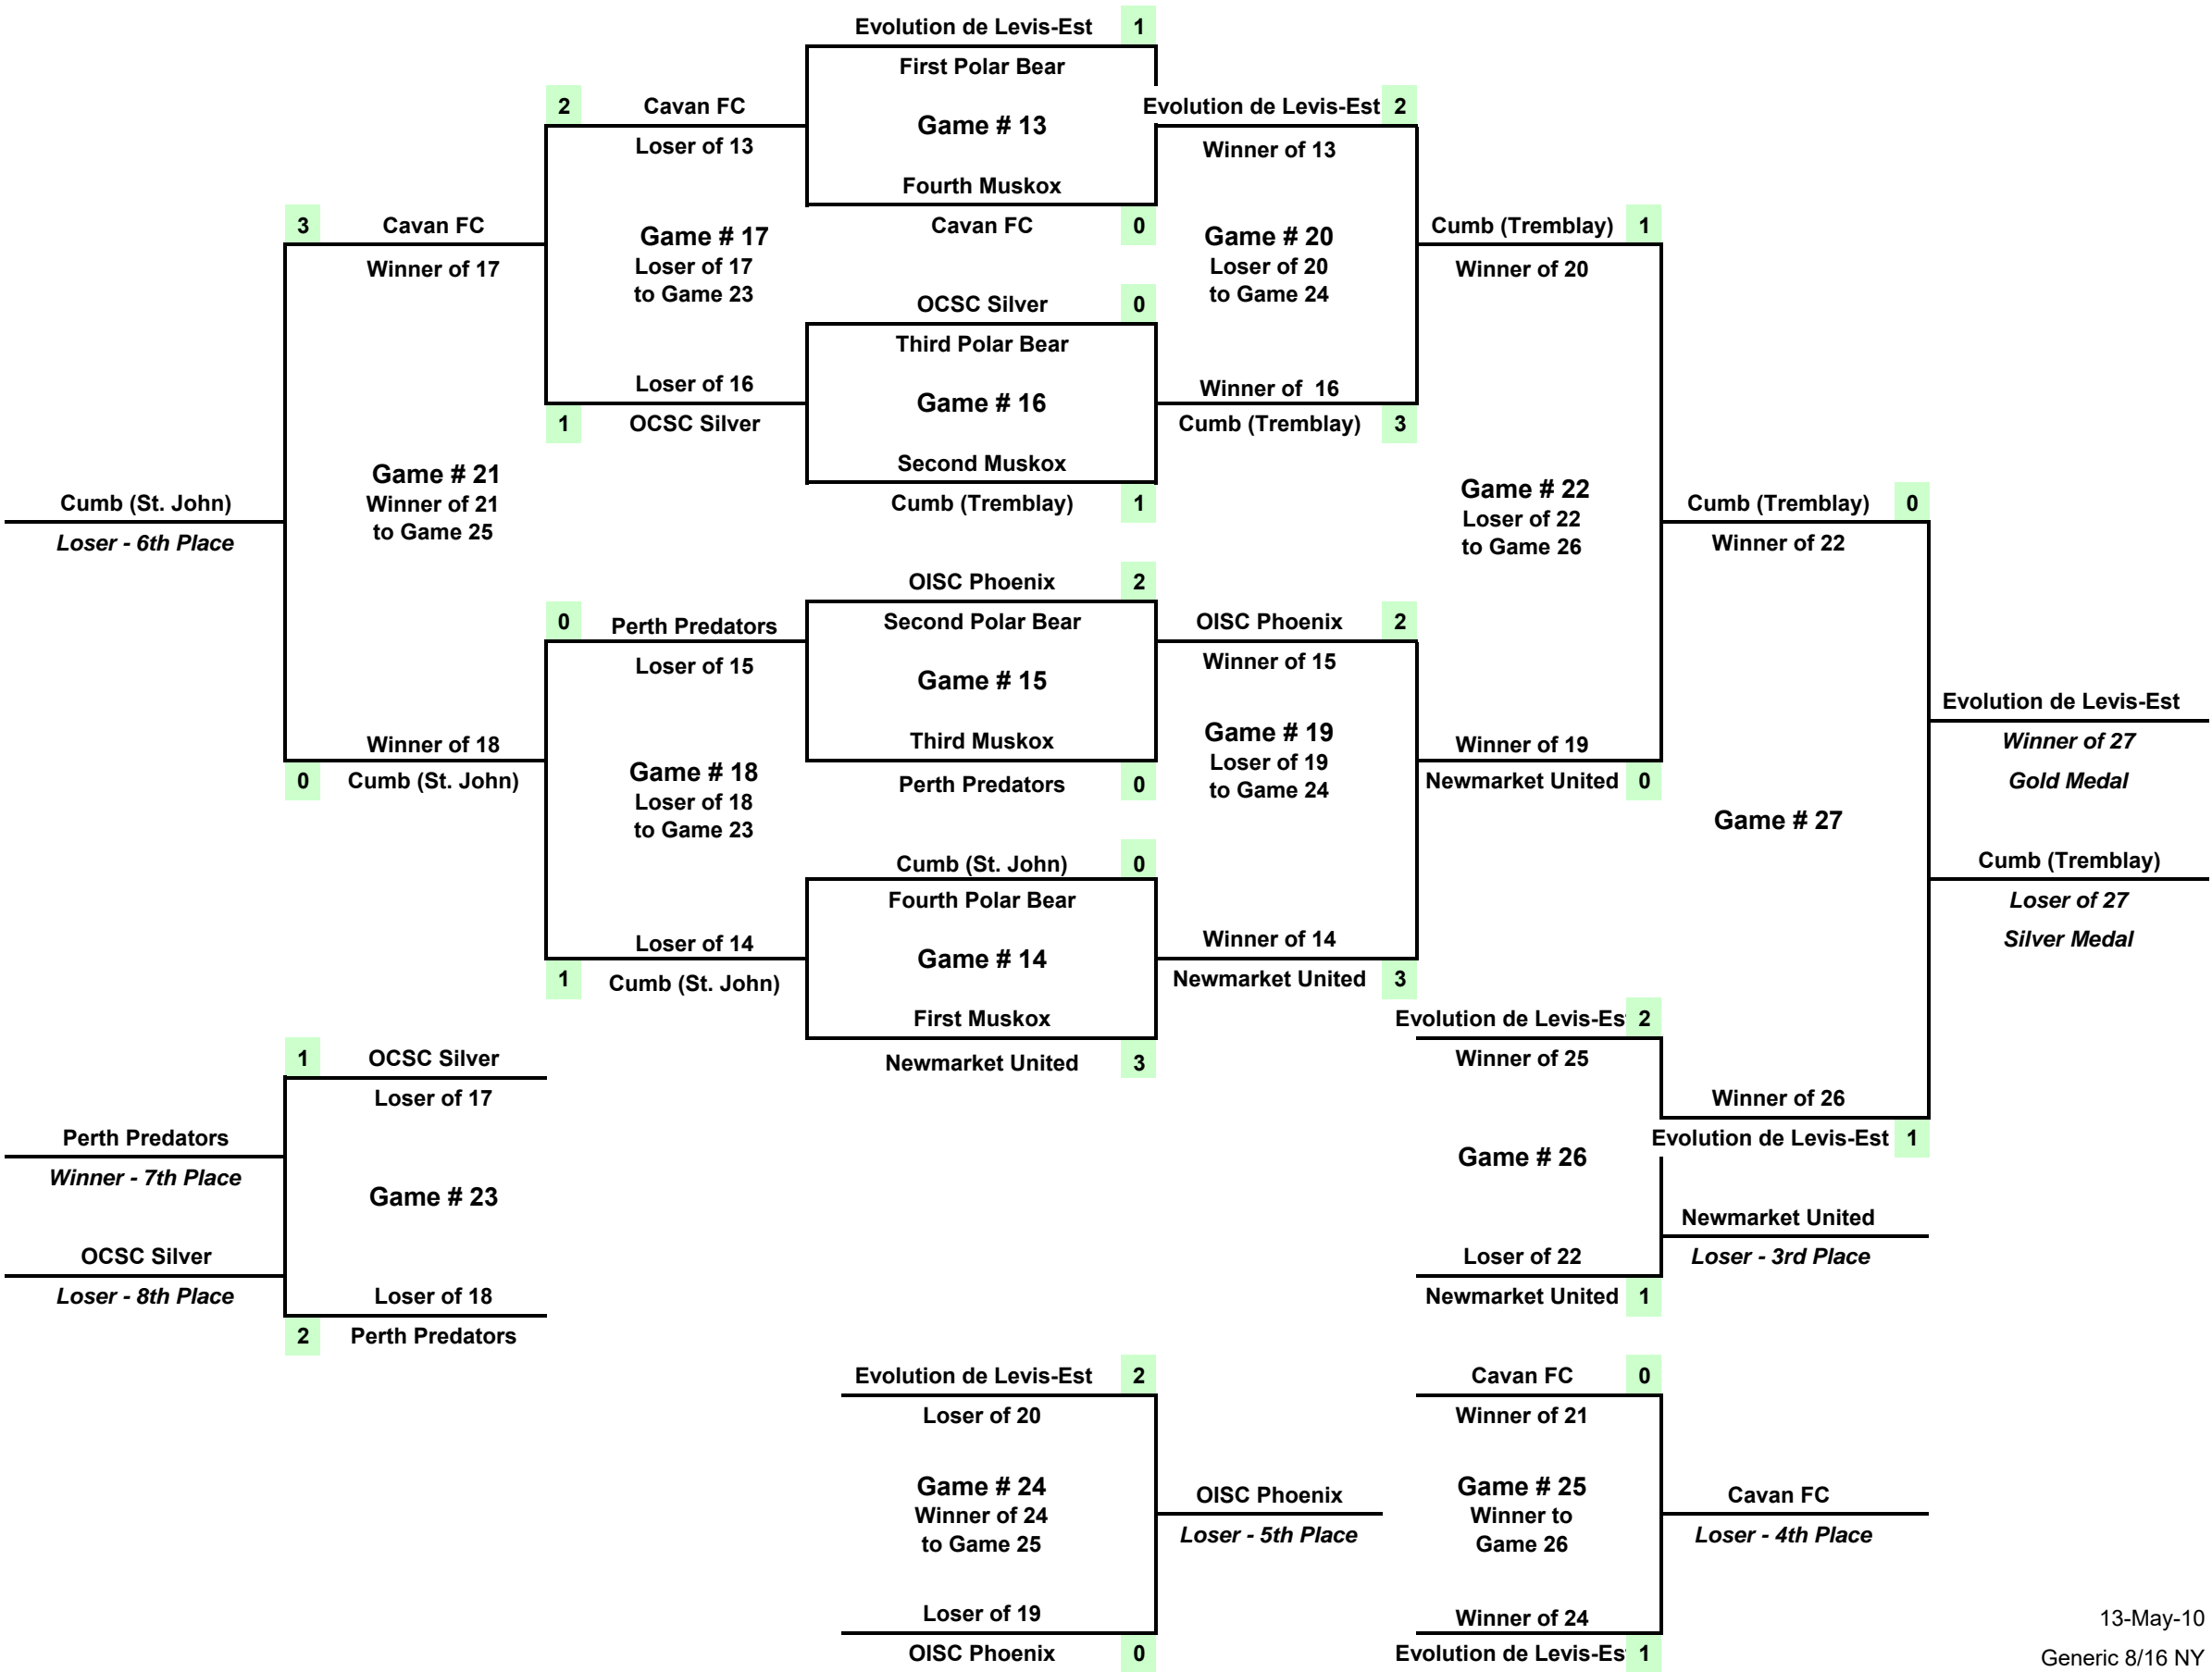 Evolution de Levis-Est 1
First Polar Bear
2 Cavan FC
Evolution de Levis-Est 2
Game # 13
Loser of 13
Winner of 13
Fourth Muskox
3 Cavan FC
Cavan FC 0
Cumb (Tremblay) 1
Game # 17
Loser of 17
to Game 23
Game # 20
Loser of 20
to Game 24
Winner of 17
Winner of 20
OCSC Silver 0
Third Polar Bear
Loser of 16
Winner of 16
Game # 16
1 OCSC Silver
Cumb (Tremblay) 3
Second Muskox
Game # 21
Winner of 21
to Game 25
Cumb (St. John)
Loser - 6th Place
Cumb (Tremblay) 1
Game # 22
Loser of 22
to Game 26
Cumb (Tremblay) 0
Winner of 22
OISC Phoenix 2
0 Perth Predators
Second Polar Bear
OISC Phoenix 2
Loser of 15
Winner of 15
Game # 15
Evolution de Levis-Est
Winner of 27
Gold Medal
Winner of 18
0 Cumb (St. John)
Third Muskox
Game # 19
Loser of 19
to Game 24
Winner of 19
Newmarket United 0
Game # 18
Loser of 18
to Game 23
Perth Predators 0
Game # 27
Cumb (St. John) 0
Cumb (Tremblay)
Loser of 27
Silver Medal
Fourth Polar Bear
Loser of 14
Winner of 14
Game # 14
1 Cumb (St. John)
Newmarket United 3
First Muskox
Evolution de Levis-Es 2
1 OCSC Silver
Newmarket United 3
Winner of 25
Loser of 17
Winner of 26
Perth Predators
Winner - 7th Place
Evolution de Levis-Est 1
Game # 26
Game # 23
Newmarket United
Loser - 3rd Place
OCSC Silver
Loser - 8th Place
Loser of 22
Newmarket United 1
Loser of 18
2 Perth Predators
Evolution de Levis-Est 2
Cavan FC 0
Loser of 20
Winner of 21
Game # 24
Winner of 24
to Game 25
OISC Phoenix
Loser - 5th Place
Game # 25
Winner to
Game 26
Cavan FC
Loser - 4th Place
Loser of 19
OISC Phoenix 0
Winner of 24
Evolution de Levis-Es 1
13-May-10
Generic 8/16 NY